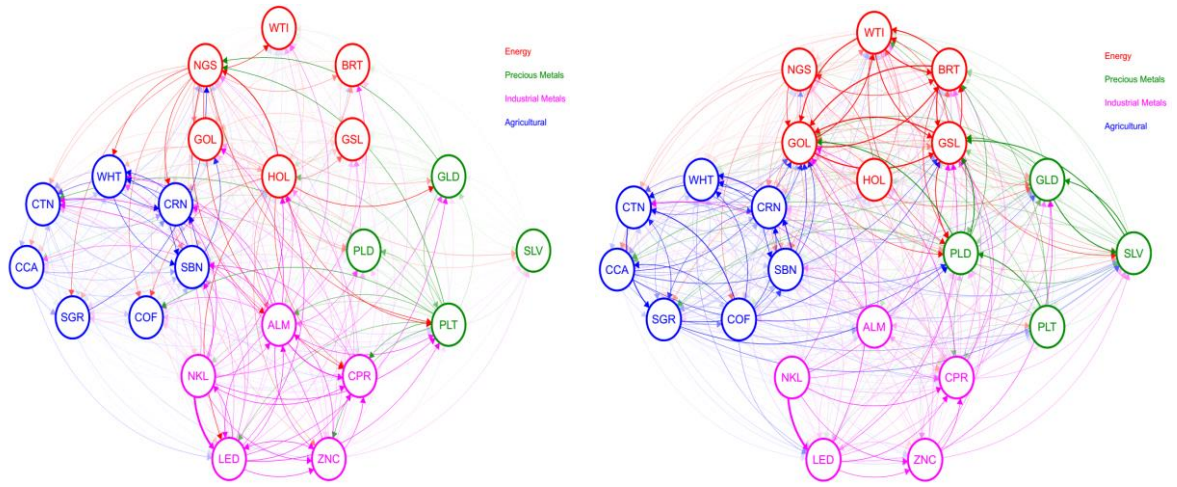 WTI
NGS
BRT
GOL
GSL
HOL
WHT
GLD
CTN
CRN
PLD
SLV
CCA
SBN
SGR
COF
ALM
PLT
NKL
CPR
LED
ZNC
Energy
Precious Metals
Industrial Metals
Agricultural
WTI
NGS
BRT
GOL
GSL
HOL
WHT
GLD
CTN
CRN
PLD
SLV
CCA
SBN
SGR
COF
ALM
PLT
NKL
CPR
LED
ZNC
Energy
Precious Metals
Industrial Metals
Agricultural